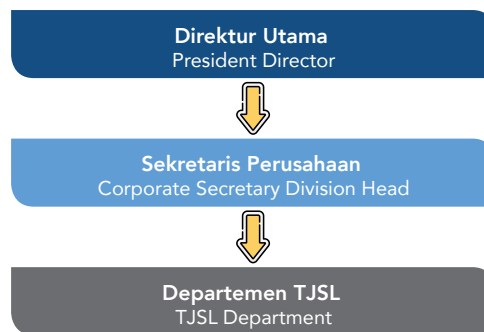 Direktur Utama
President Director
Sekretaris Perusahaan
Corporate Secretary Division Head
Departemen TJSL
TJSL Department